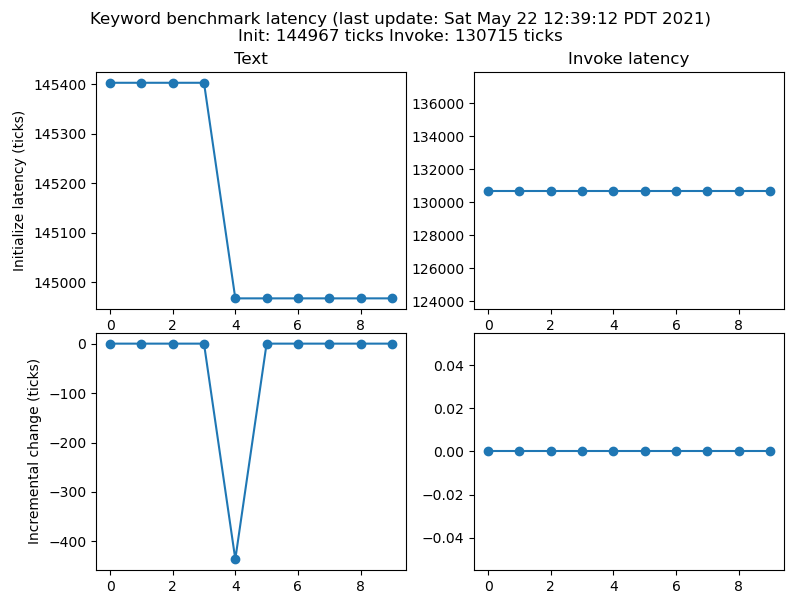 Keyword benchmark latency (last update: Sat May 22 12:39:12 PDT 2021)
Init: 144967 ticks Invoke: 130715 ticks
Text
Invoke latency
Initialize latency (ticks)
145400
145300
145200
145100
145000
0 2 4 6 8
136000
134000
132000
130000
128000
126000
124000
0 2 4 6 8
Incremental change (ticks)
0
−100
−200
−300
−400
0 2 4 6 8
0.04
0.02
0.00
−0.02
−0.04
0 2 4 6 8